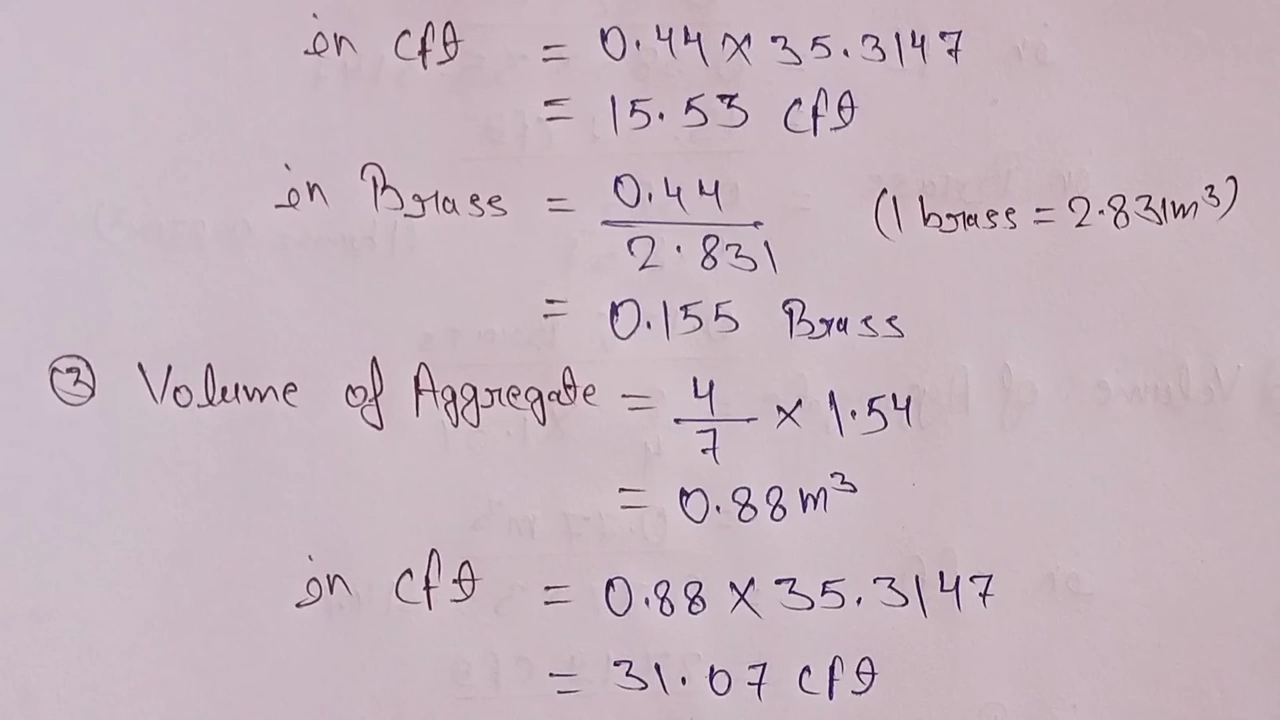 in cft = 0.44 × 35.3147
= 15.53 cft
in Brass = 0.44 / 2.831 (1 brass = 2.831m³)
= 0.155 Brass
③ Volume of Aggregate = 4/7 × 1.54
= 0.88 m³
in cft = 0.88 × 35.3147
= 31.07 cft